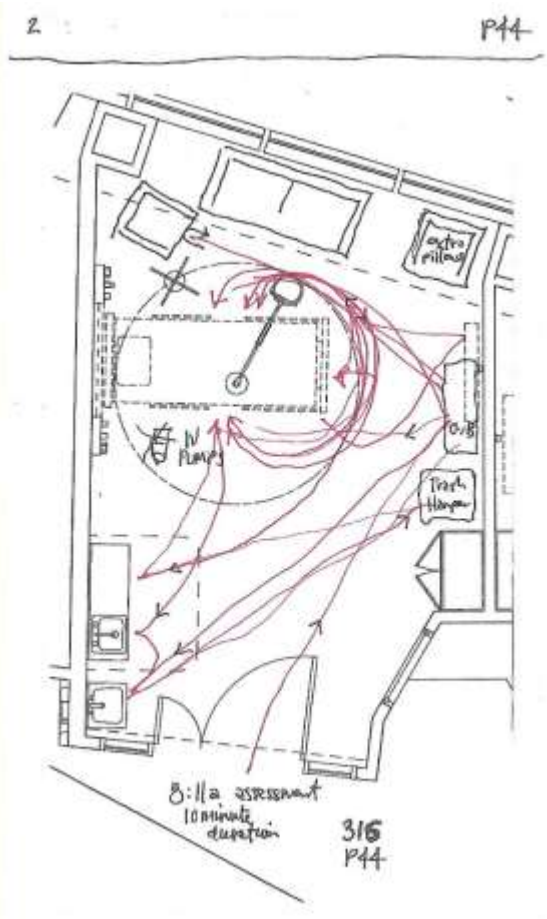 2
P44
extra
pillows
IV
PUMPS
Trash
Hamper
8:11a assessment
10 minute
duration
316
P44